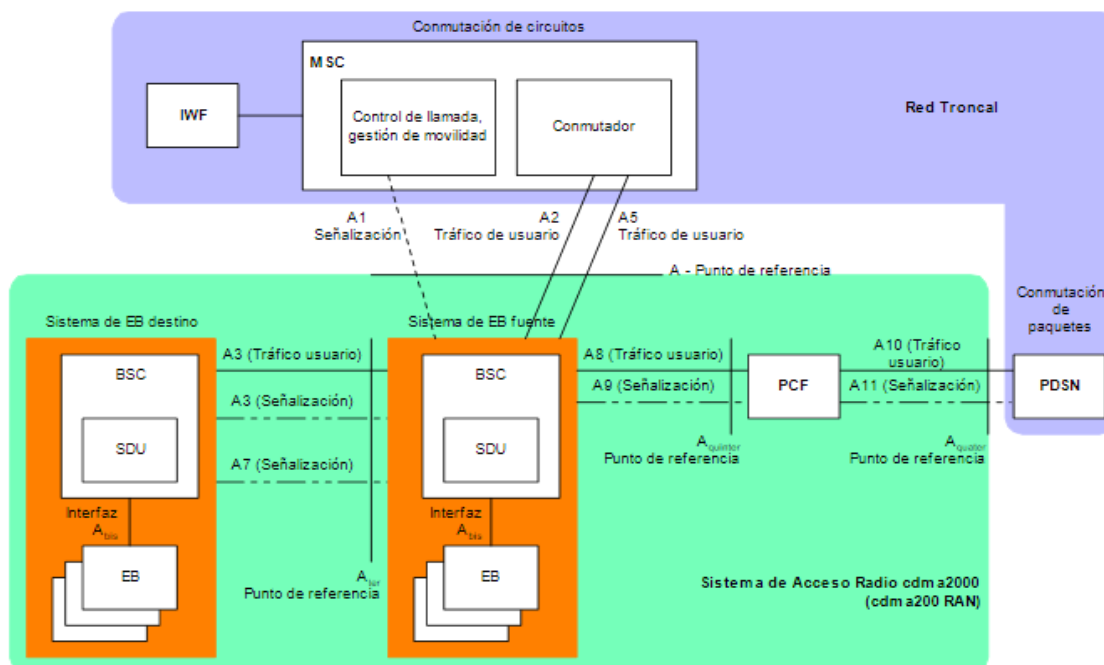 Conmutación de circuitos
MSC
IWF
Control de llamada,
gestión de movilidad
Conmutador
Red Troncal
A1
Señalización
A2
Tráfico de usuario
A5
Tráfico de usuario
A - Punto de referencia
Conmutación
de
paquetes
Sistema de EB destino
Sistema de EB fuente
BSC
SDU
Interfaz
Abis
EB
A3 (Tráfico usuario)
A3 (Señalización)
A7 (Señalización)
Ater
Punto de referencia
BSC
SDU
Interfaz
Abis
EB
A8 (Tráfico usuario)
A9 (Señalización)
Aquinter
Punto de referencia
PCF
A10 (Tráfico
usuario)
A11 (Señalización)
Aquater
Punto de referencia
PDSN
Sistema de Acceso Radio cdma2000
(cdma200 RAN)